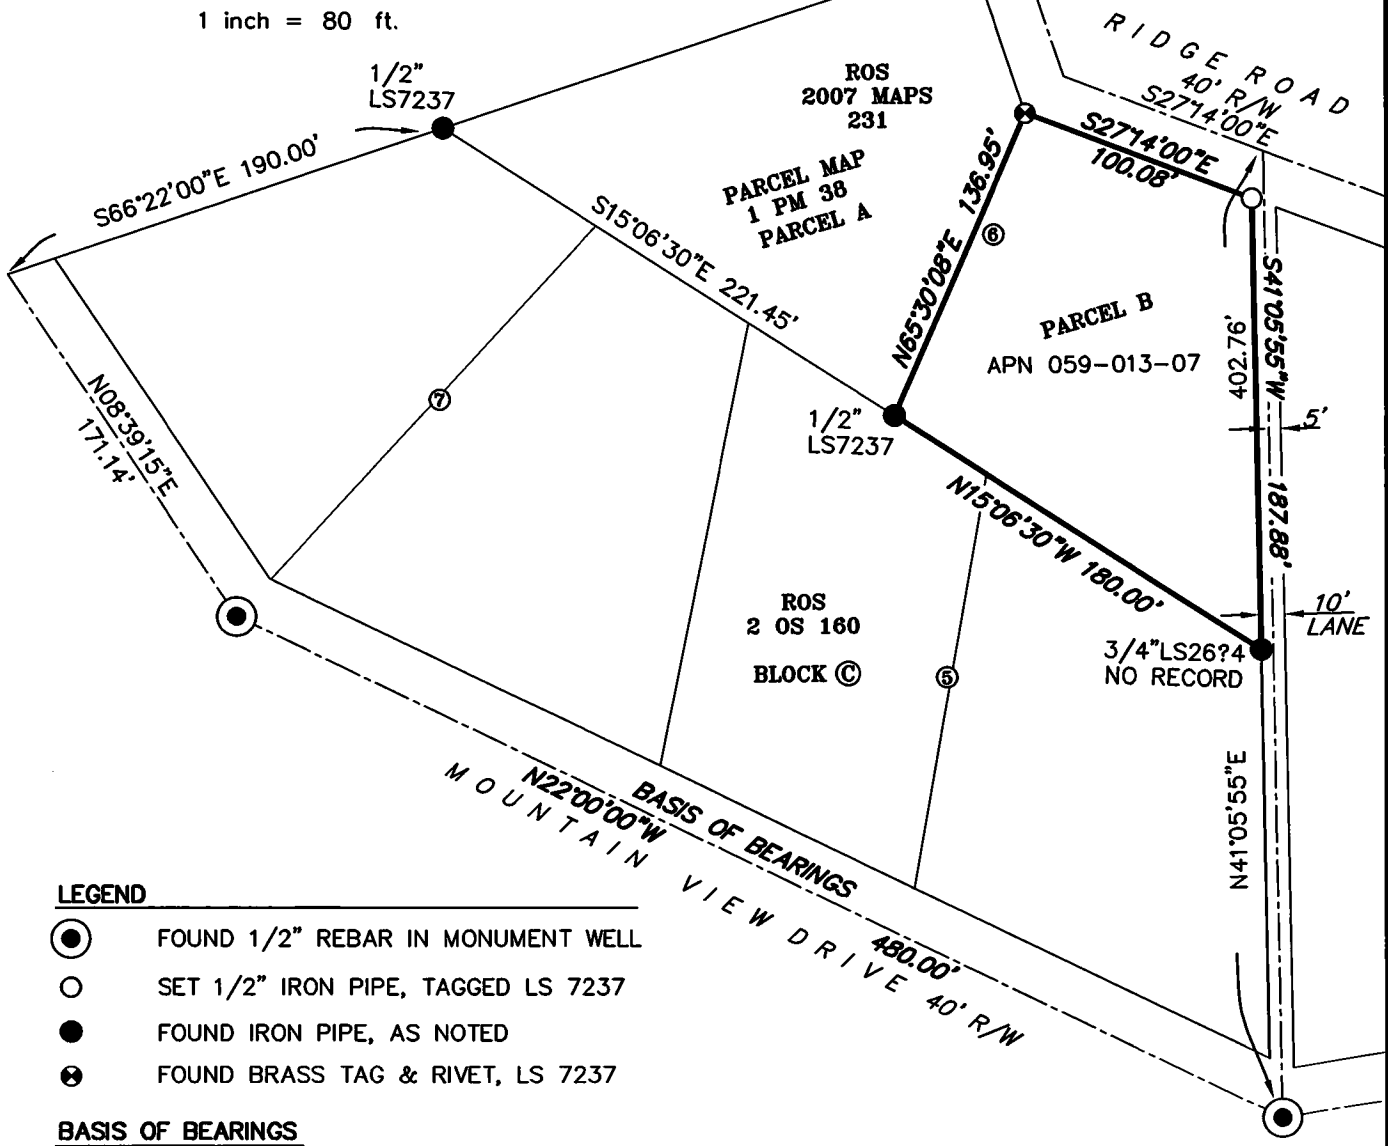 1 inch = 80 ft.
RIDGE ROAD
40' R/W
S27°14'00"E
1/2"
LS7237
ROS
2007 MAPS
231
S27°14'00"E
100.08'
S66°22'00"E 190.00'
PARCEL MAP
1 PM 38
PARCEL A
N65°30'08"E 136.95'
6
S15°06'30"E 221.45'
S41°05'55"W 187.88'
402.76'
PARCEL B
APN 059-013-07
N08°39'15"E
171.14'
7
1/2"
LS7237
5'
N15°06'30"W 180.00'
ROS
2 OS 160
BLOCK C
5
10'
LANE
3/4"LS26?4
NO RECORD
N41°05'55"E
BASIS OF BEARINGS
N22°00'00"W 480.00'
MOUNTAIN VIEW DRIVE 40' R/W
LEGEND
FOUND 1/2" REBAR IN MONUMENT WELL
SET 1/2" IRON PIPE, TAGGED LS 7237
FOUND IRON PIPE, AS NOTED
FOUND BRASS TAG & RIVET, LS 7237
BASIS OF BEARINGS